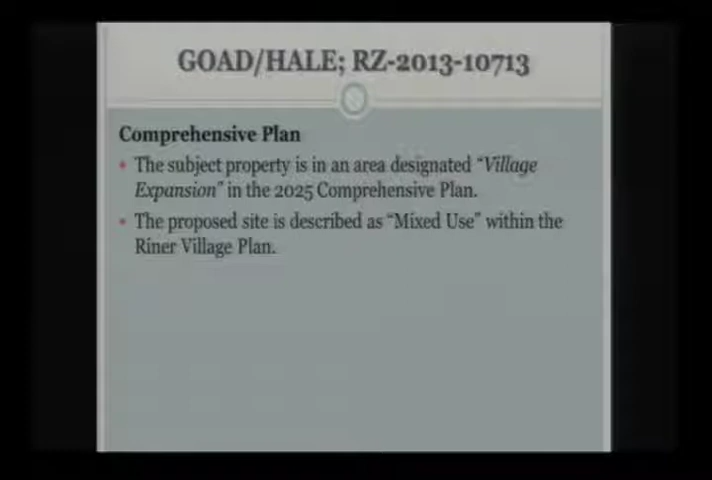 GOAD/HALE; RZ-2013-10713
Comprehensive Plan
• The subject property is in an area designated "Village
Expansion" in the 2025 Comprehensive Plan.
• The proposed site is described as "Mixed Use" within the
Riner Village Plan.